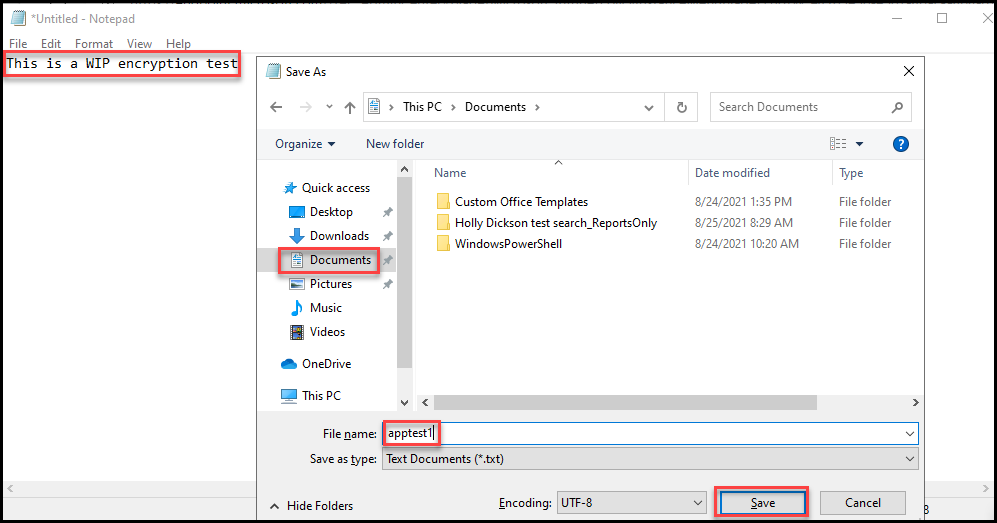 *Untitled - Notepad
File Edit Format View Help
This is a WIP encryption test
Save As
This PC > Documents >
Search Documents
Organize New folder
Name Date modified Type
Quick access
Desktop
Downloads
Documents
Pictures
Music
Videos
OneDrive
This PC
Custom Office Templates 8/24/2021 1:35 PM File folder
Holly Dickson test search_ReportsOnly 8/25/2021 8:29 AM File folder
WindowsPowerShell 8/24/2021 10:20 AM File folder
File name: apptest1
Save as type: Text Documents (*.txt)
Hide Folders
Encoding: UTF-8
Save Cancel